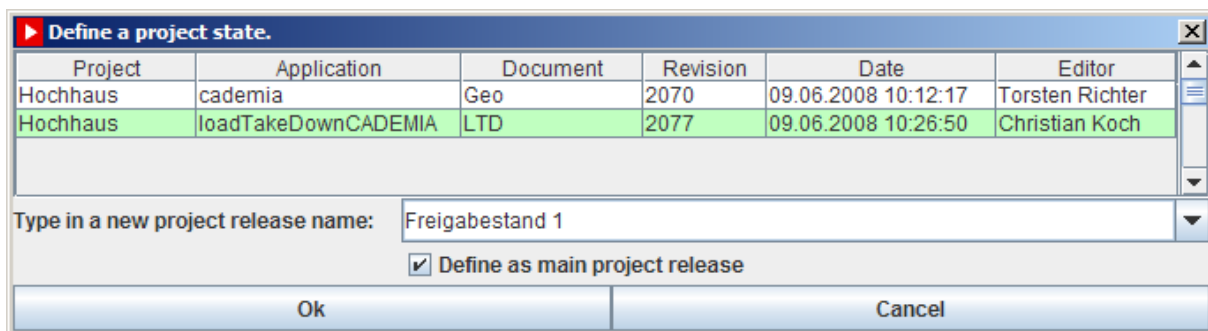 Define a project state.
Project Application Document Revision Date Editor
Hochhaus cademia Geo 2070 09.06.2008 10:12:17 Torsten Richter
Hochhaus loadTakeDownCADEMIA LTD 2077 09.06.2008 10:26:50 Christian Koch
Type in a new project release name: Freigabestand 1
Define as main project release
Ok Cancel